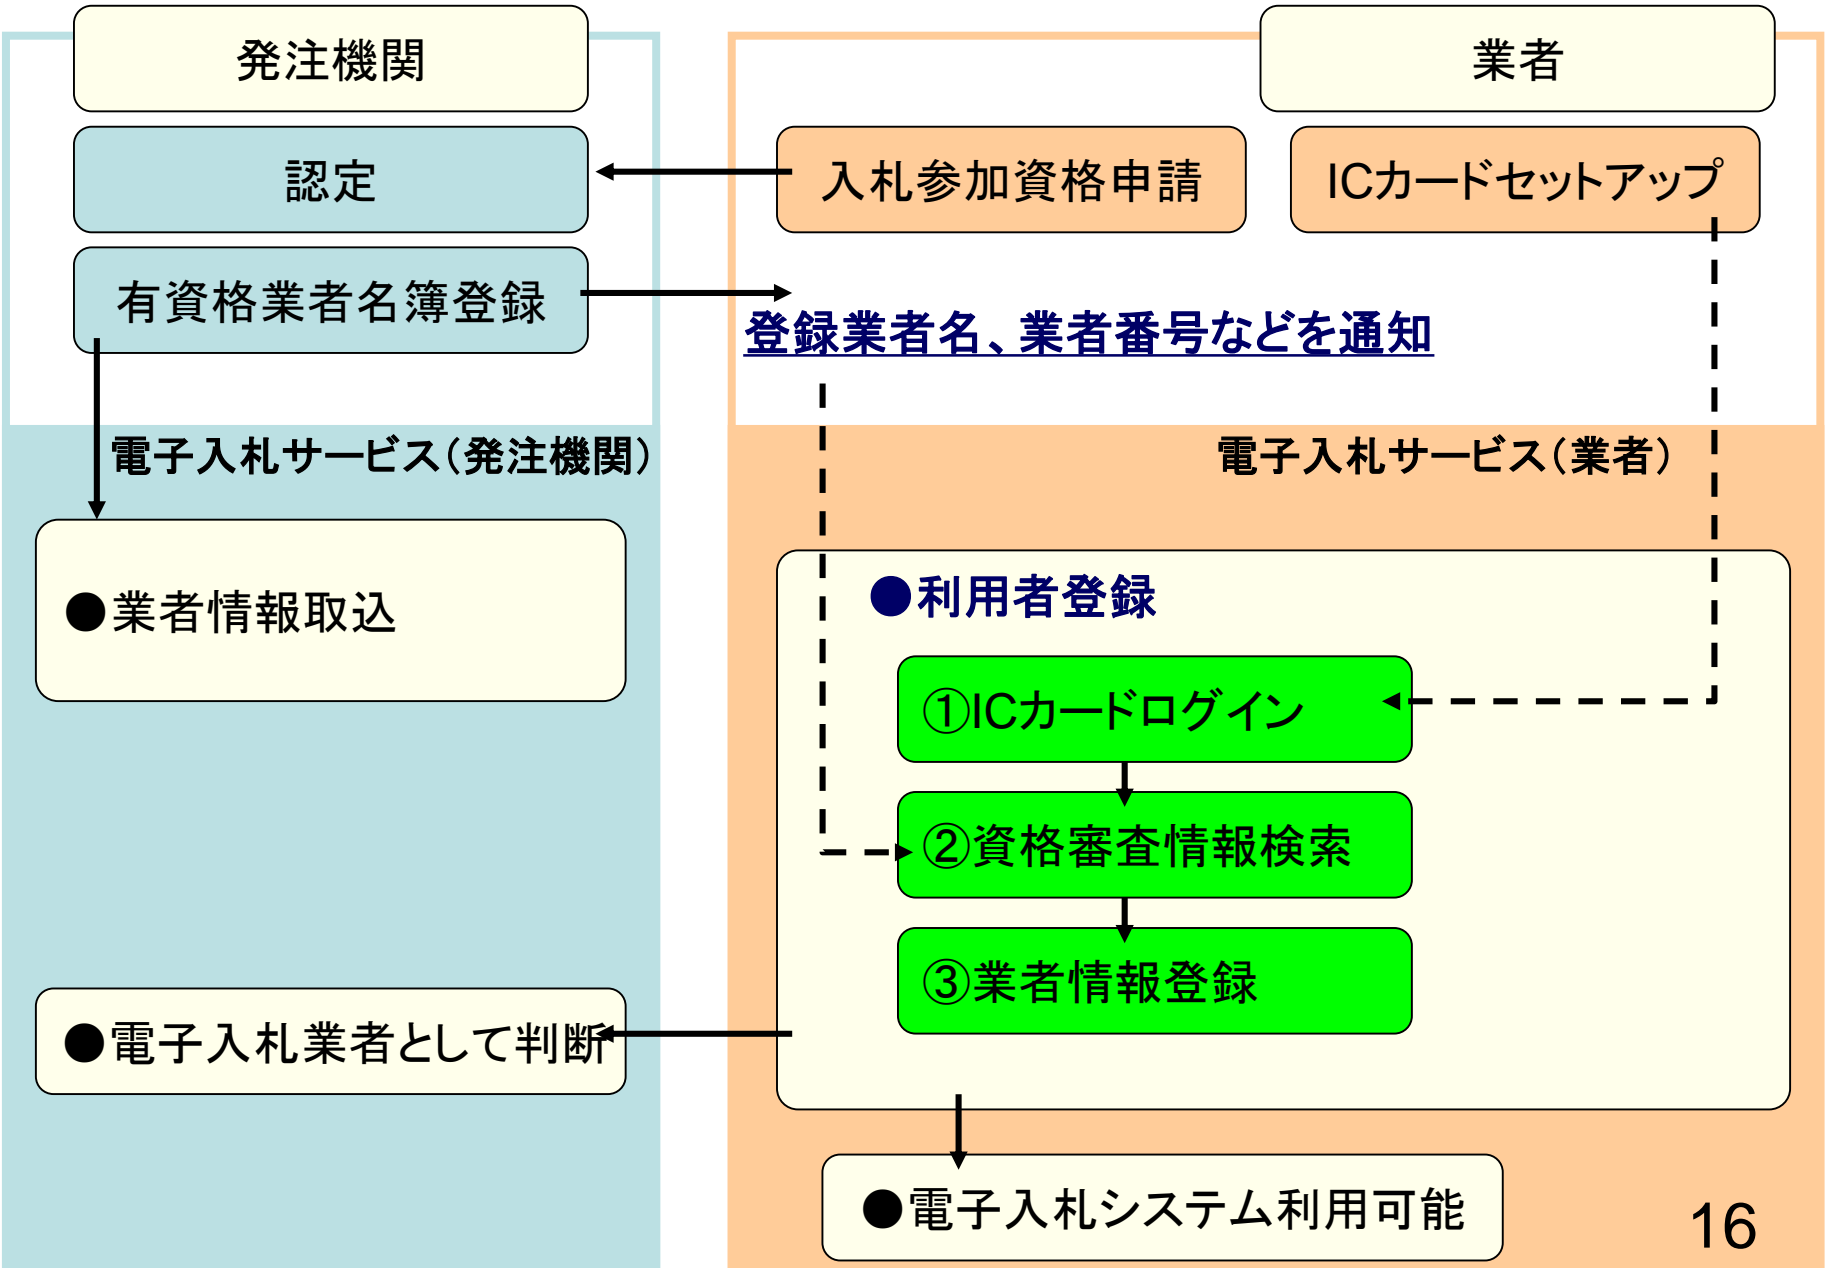 発注機関
業者
認定
入札参加資格申請
ICカードセットアップ
有資格業者名簿登録
登録業者名、業者番号などを通知
電子入札サービス(発注機関)
電子入札サービス(業者)
●業者情報取込
●利用者登録
①ICカードログイン
②資格審査情報検索
③業者情報登録
●電子入札業者として判断
●電子入札システム利用可能
16